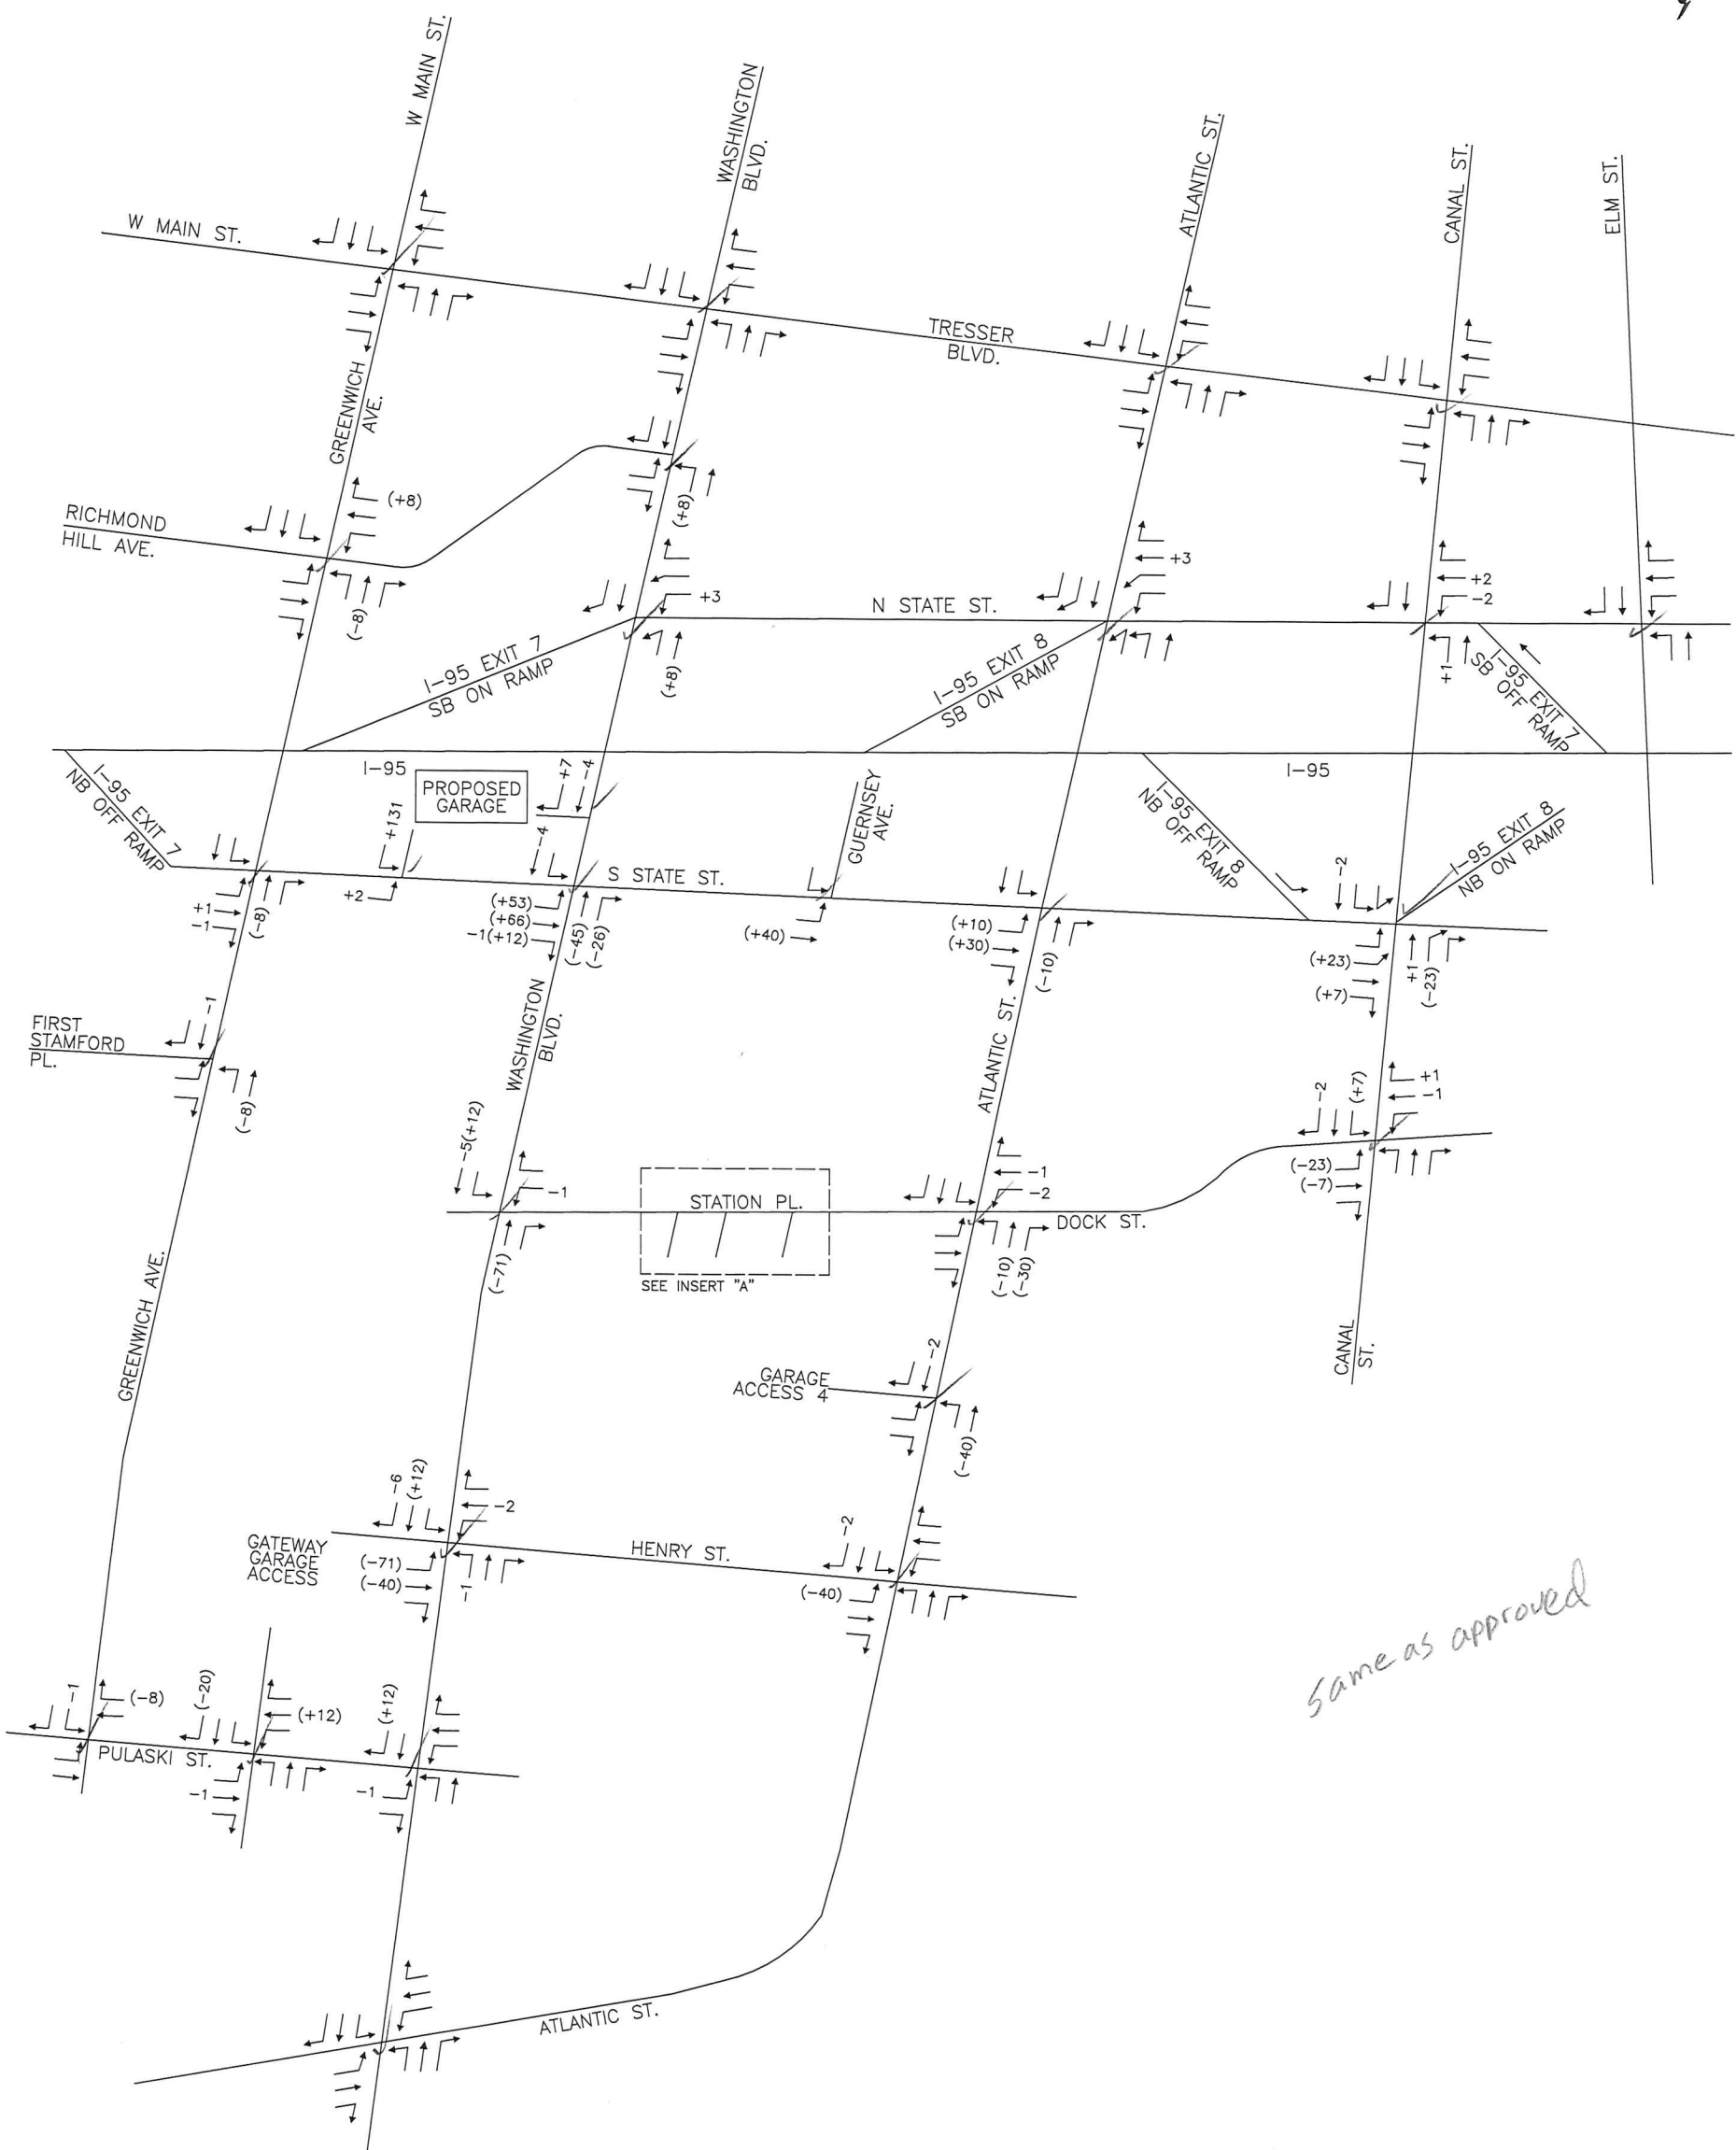 W MAIN ST.
WASHINGTON
BLVD.
ATLANTIC ST.
CANAL ST.
ELM ST.
W MAIN ST.
TRESSER
BLVD.
GREENWICH
AVE.
(+8)
(+8)
RICHMOND
HILL AVE.
(-8)
+3
N STATE ST.
+3
+2
-2
(+8)
+1
I-95 EXIT 7
SB ON RAMP
I-95 EXIT 8
SB ON RAMP
I-95 EXIT 7
SB OFF RAMP
I-95
I-95
I-95 EXIT 7
NB OFF RAMP
PROPOSED
GARAGE
+131
+7
-4
-4
GUERNSEY
AVE.
I-95 EXIT 8
NB OFF RAMP
I-95 EXIT 8
NB ON RAMP
-2
S STATE ST.
+1
-1
(-8)
+2
(+53)
(+66)
-1(+12)
(-45)
(-26)
(+40)
(+10)
(+30)
(-10)
(+23)
(+7)
+1
(-23)
FIRST
STAMFORD
PL.
-1
(-8)
WASHINGTON
BLVD.
ATLANTIC ST.
-5(+12)
-1
(-71)
STATION PL.
SEE INSERT "A"
-1
-2
(-10)
(-30)
DOCK ST.
-2
(+7)
+1
-1
(-23)
(-7)
CANAL
ST.
GREENWICH AVE.
GARAGE
ACCESS 4
-2
(-40)
-6
(+12)
-2
GATEWAY
GARAGE
ACCESS
(-71)
(-40)
-1
HENRY ST.
-2
(-40)
same as approved
-1
(-8)
(-20)
(+12)
(+12)
PULASKI ST.
-1
-1
ATLANTIC ST.